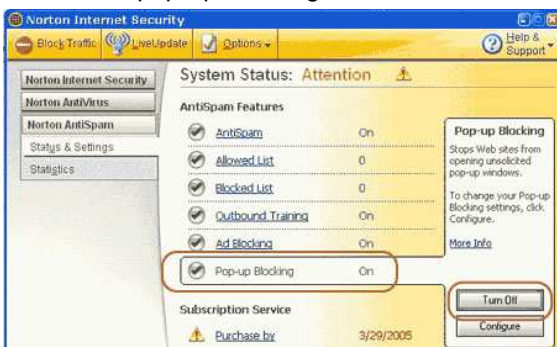 Norton Internet Security
Block Traffic LiveUpdate Options Help & Support
Norton Internet Security
Norton AntiVirus
Norton AntiSpam
Status & Settings
Statistics
System Status: Attention
AntiSpam Features
AntiSpam On
Allowed List 0
Blocked List 0
Outbound Training On
Ad Blocking On
Pop-up Blocking On
Subscription Service
Purchase by 3/29/2005
Pop-up Blocking
Stops Web sites from
opening unsolicited
pop-up windows.
To change your Pop-up
Blocking settings, click
Configure.
More Info
Turn Off
Configure